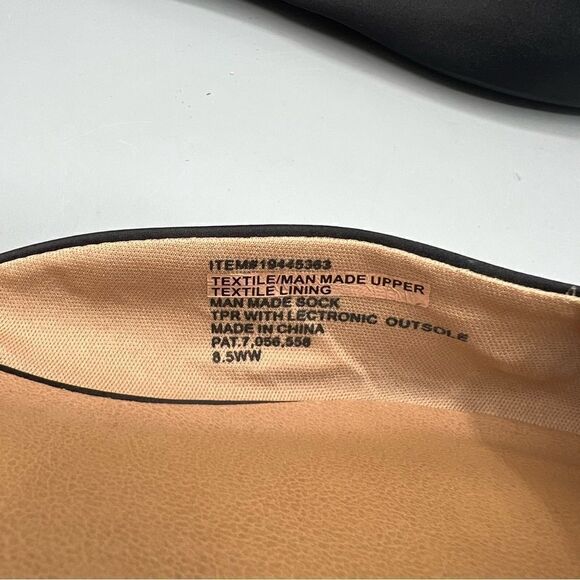 ITEM#19445363
TEXTILE/MAN MADE UPPER
TEXTILE LINING
MAN MADE SOCK
TPR WITH LECTRONIC OUTSOLE
MADE IN CHINA
PAT.7,056,558
8.5WW